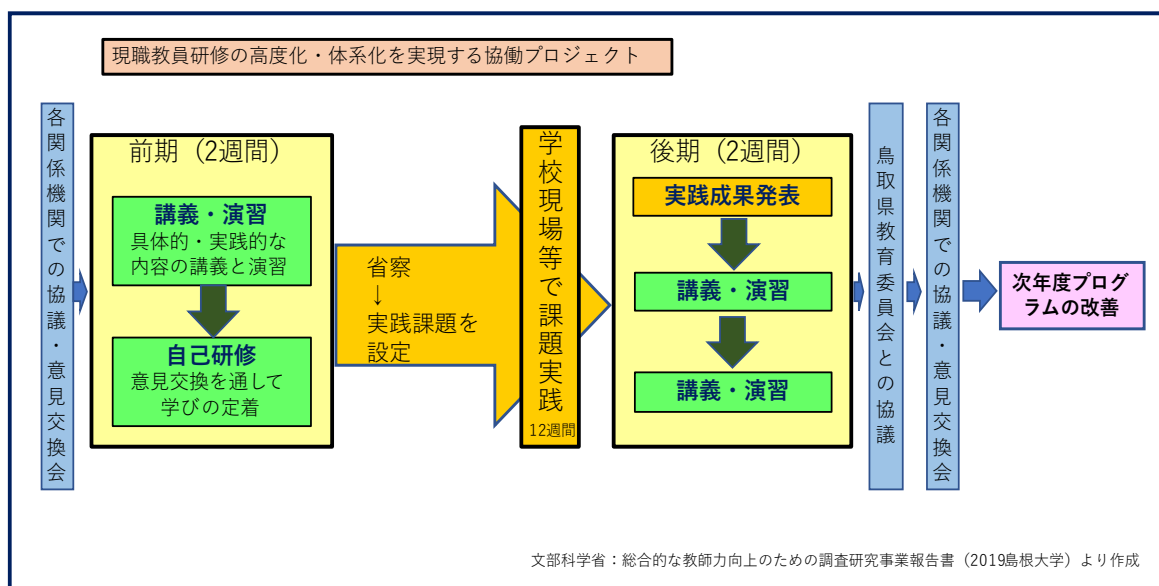 現職教員研修の高度化・体系化を実現する協働プロジェクト
各関係機関での協議・意見交換会
前期（2週間）
講義・演習
具体的・実践的な
内容の講義と演習
自己研修
意見交換を通して
学びの定着
省察
↓
実践課題を
設定
学校現場等で課題実践
12週間
後期（2週間）
実践成果発表
講義・演習
講義・演習
鳥取県教育委員会との協議
各関係機関での協議・意見交換会
次年度プログ
ラムの改善
文部科学省：総合的な教師力向上のための調査研究事業報告書（2019島根大学）より作成